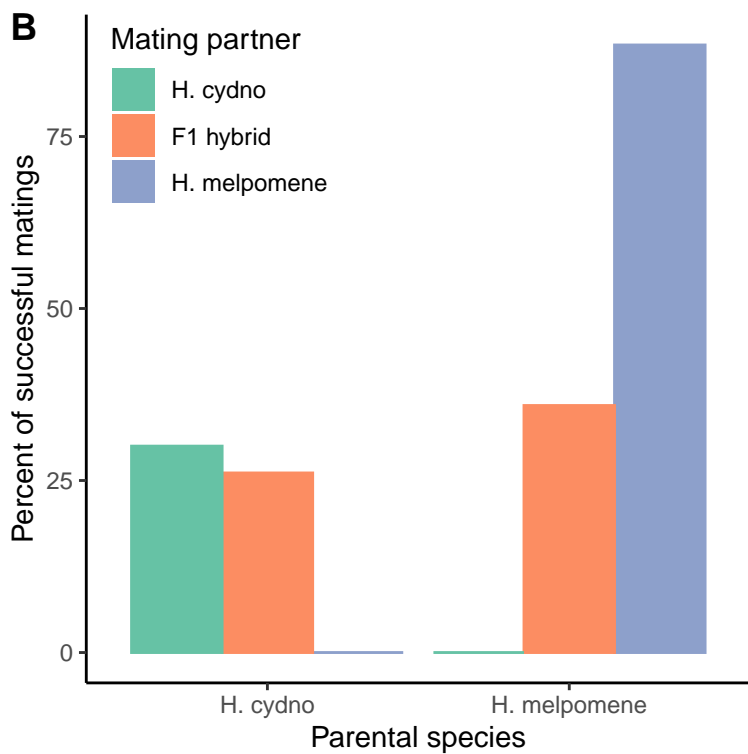 B
Mating partner
H. cydno
F1 hybrid
H. melpomene
Percent of successful matings
75
50
25
0
H. cydno
H. melpomene
Parental species